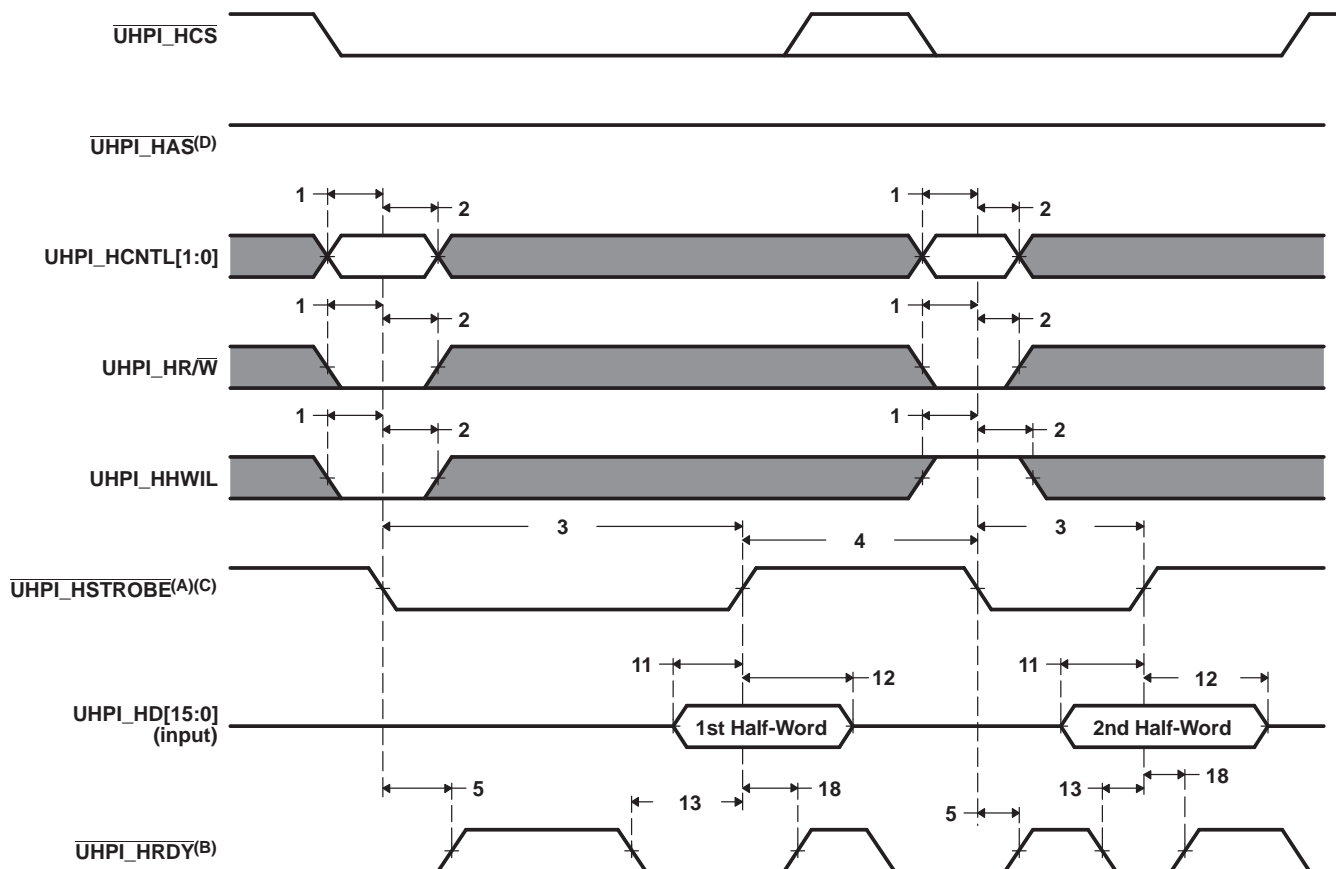 UHPI_HCS
UHPI_HAS(D)
1
1
2
2
UHPI_HCNTL[1:0]
1
1
2
2
UHPI_HR/W
1
1
2
2
UHPI_HHWIL
3
4
3
UHPI_HSTROBE(A)(C)
11
12
11
12
UHPI_HD[15:0]
(input)
1st Half-Word
2nd Half-Word
5
13
18
5
13
18
UHPI_HRDY(B)